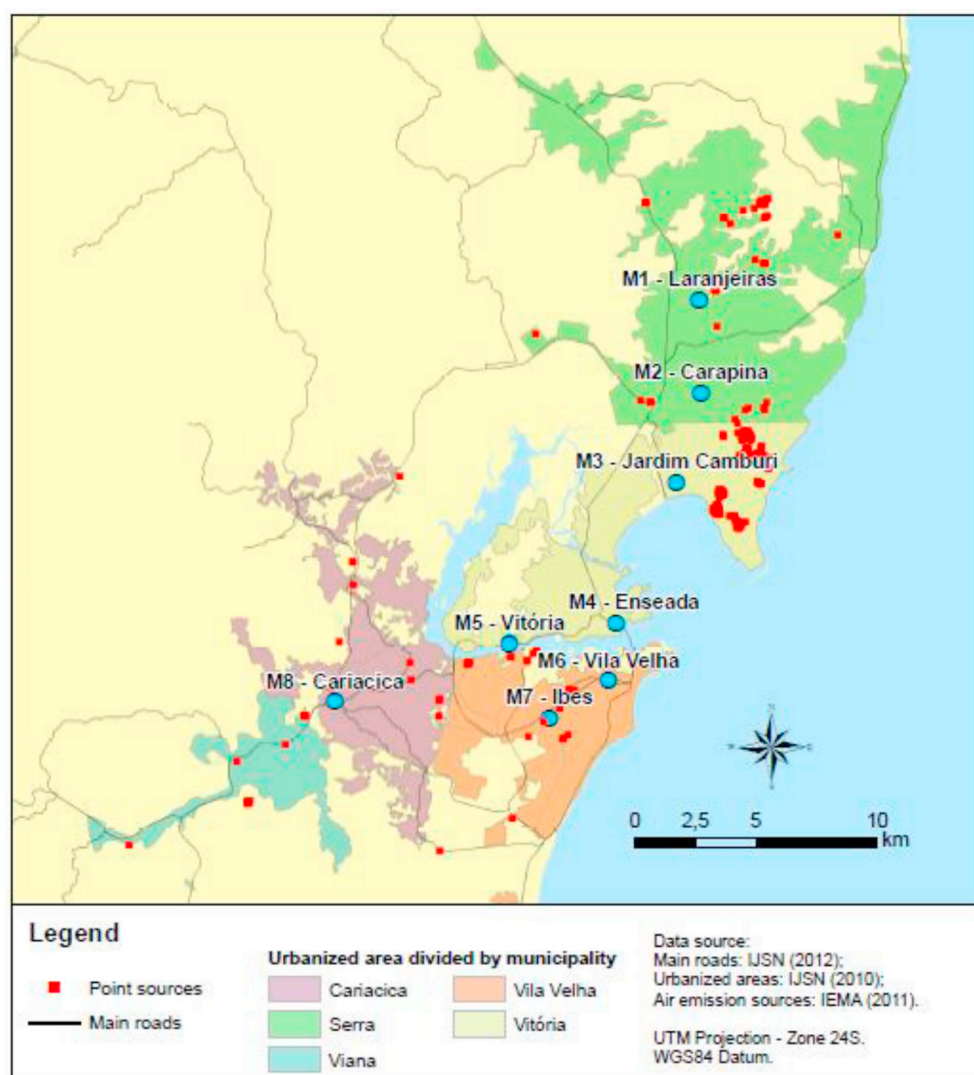 M1 - Laranjeiras
M2 - Carapina
M3 - Jardim Camburi
M4 - Enseada
M5 - Vitória
M6 - Vila Velha
M8 - Cariacica
M7 - Ibes
0 2,5 5 10
km
Legend
Point sources
Main roads
Urbanized area divided by municipality
Cariacica
Vila Velha
Serra
Vitória
Viana
Data source:
Main roads: IJSN (2012);
Urbanized areas: IJSN (2010);
Air emission sources: IEMA (2011).
UTM Projection - Zone 24S.
WGS84 Datum.